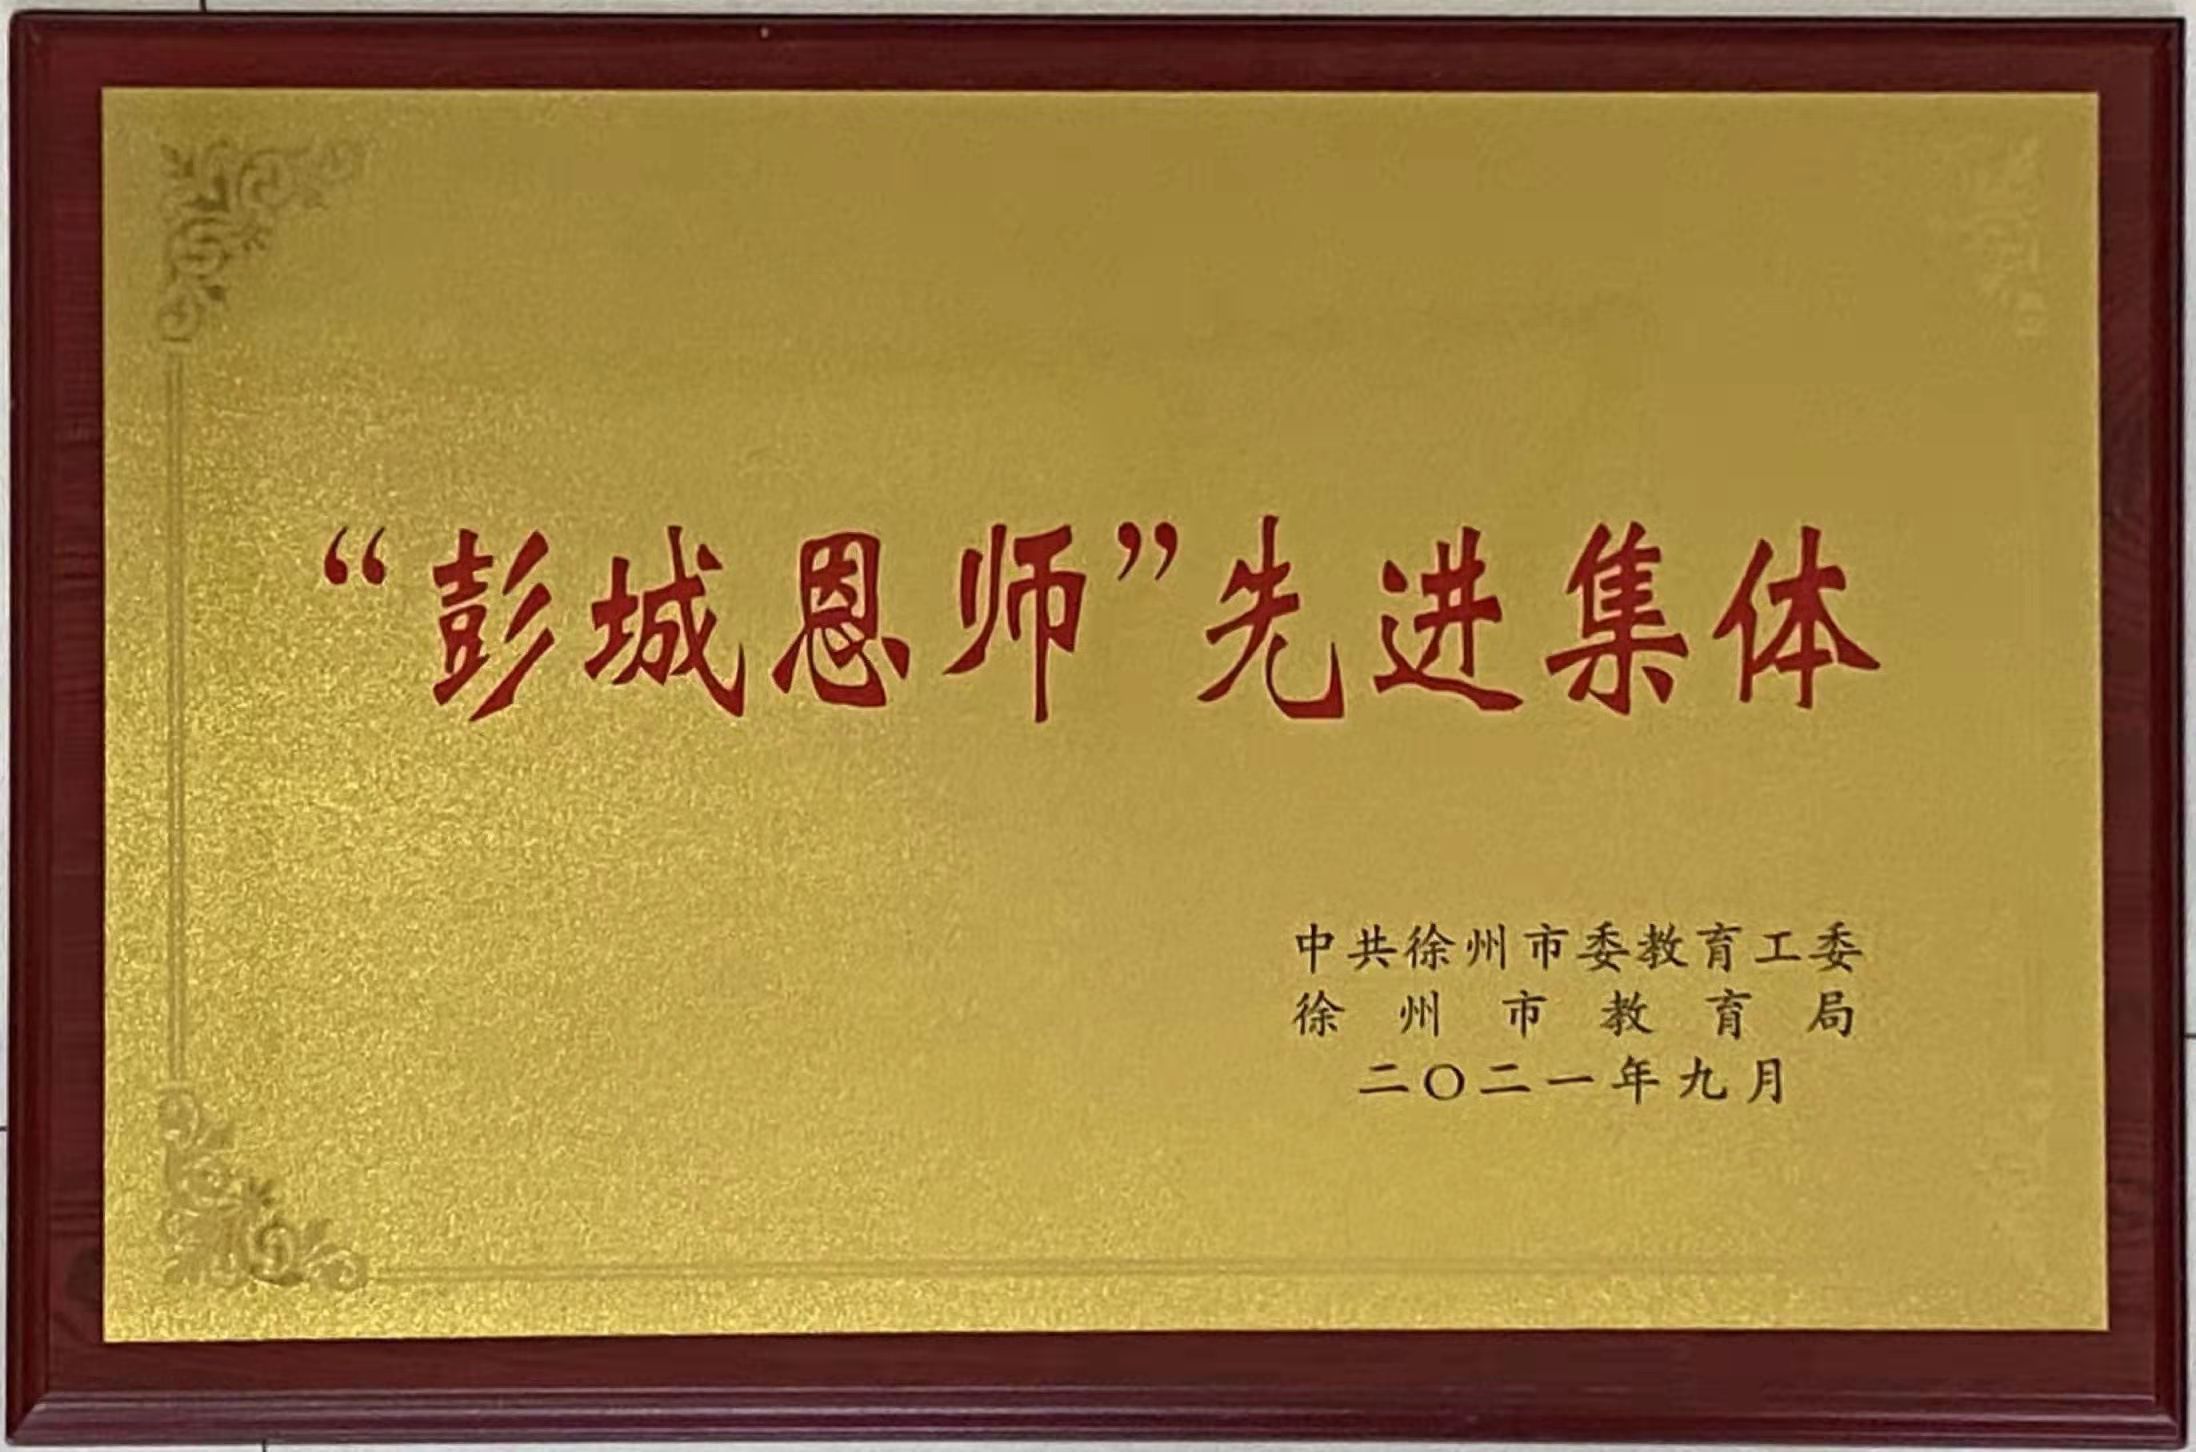 “彭城恩师”先进集体
中共徐州市委教育工委
徐州市教育局
二〇二一年九月